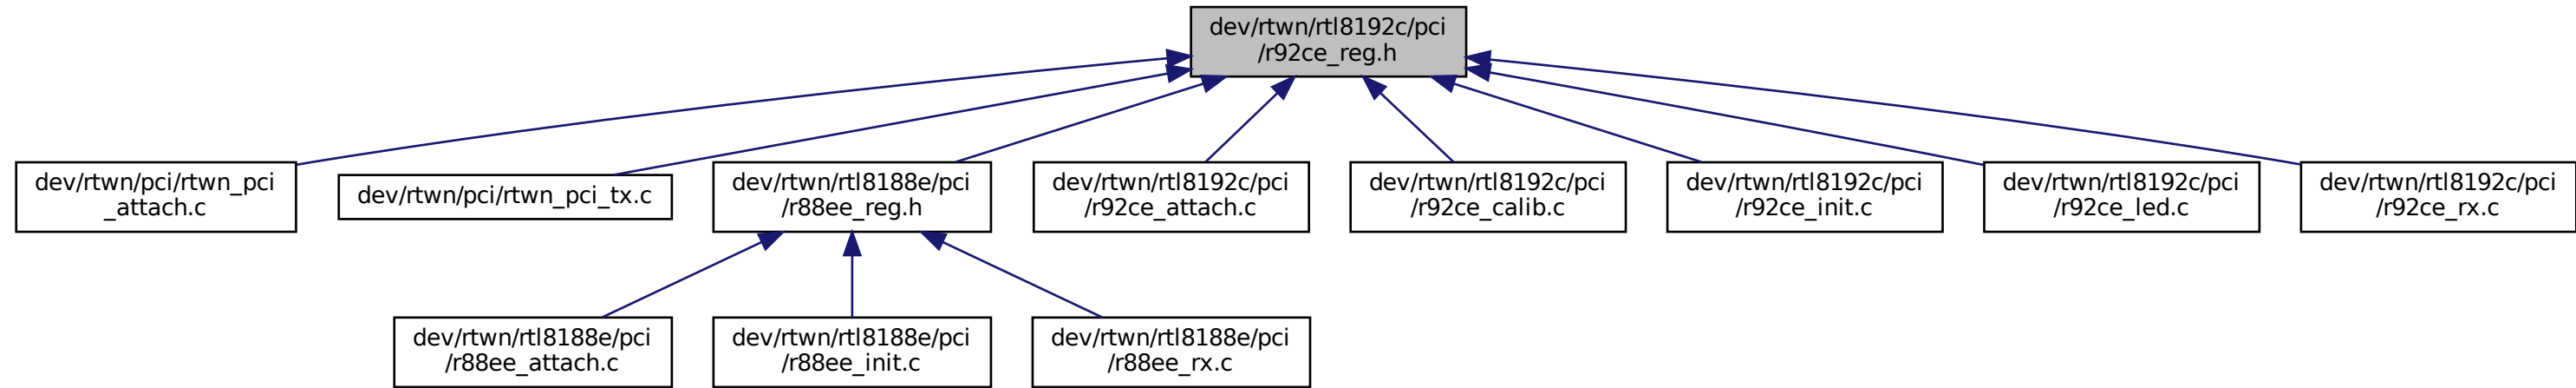 dev/rtwn/rtl8192c/pci
/r92ce_reg.h
dev/rtwn/pci/rtwn_pci
_attach.c
dev/rtwn/pci/rtwn_pci_tx.c
dev/rtwn/rtl8188e/pci
/r88ee_reg.h
dev/rtwn/rtl8192c/pci
/r92ce_attach.c
dev/rtwn/rtl8192c/pci
/r92ce_calib.c
dev/rtwn/rtl8192c/pci
/r92ce_init.c
dev/rtwn/rtl8192c/pci
/r92ce_led.c
dev/rtwn/rtl8192c/pci
/r92ce_rx.c
dev/rtwn/rtl8188e/pci
/r88ee_attach.c
dev/rtwn/rtl8188e/pci
/r88ee_init.c
dev/rtwn/rtl8188e/pci
/r88ee_rx.c